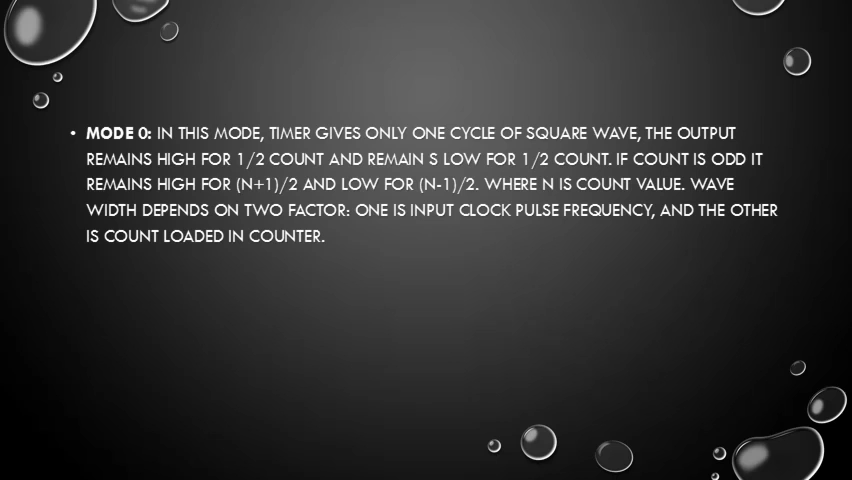 • MODE 0: IN THIS MODE, TIMER GIVES ONLY ONE CYCLE OF SQUARE WAVE, THE OUTPUT
REMAINS HIGH FOR 1/2 COUNT AND REMAIN S LOW FOR 1/2 COUNT. IF COUNT IS ODD IT
REMAINS HIGH FOR (N+1)/2 AND LOW FOR (N-1)/2. WHERE N IS COUNT VALUE. WAVE
WIDTH DEPENDS ON TWO FACTOR: ONE IS INPUT CLOCK PULSE FREQUENCY, AND THE OTHER
IS COUNT LOADED IN COUNTER.